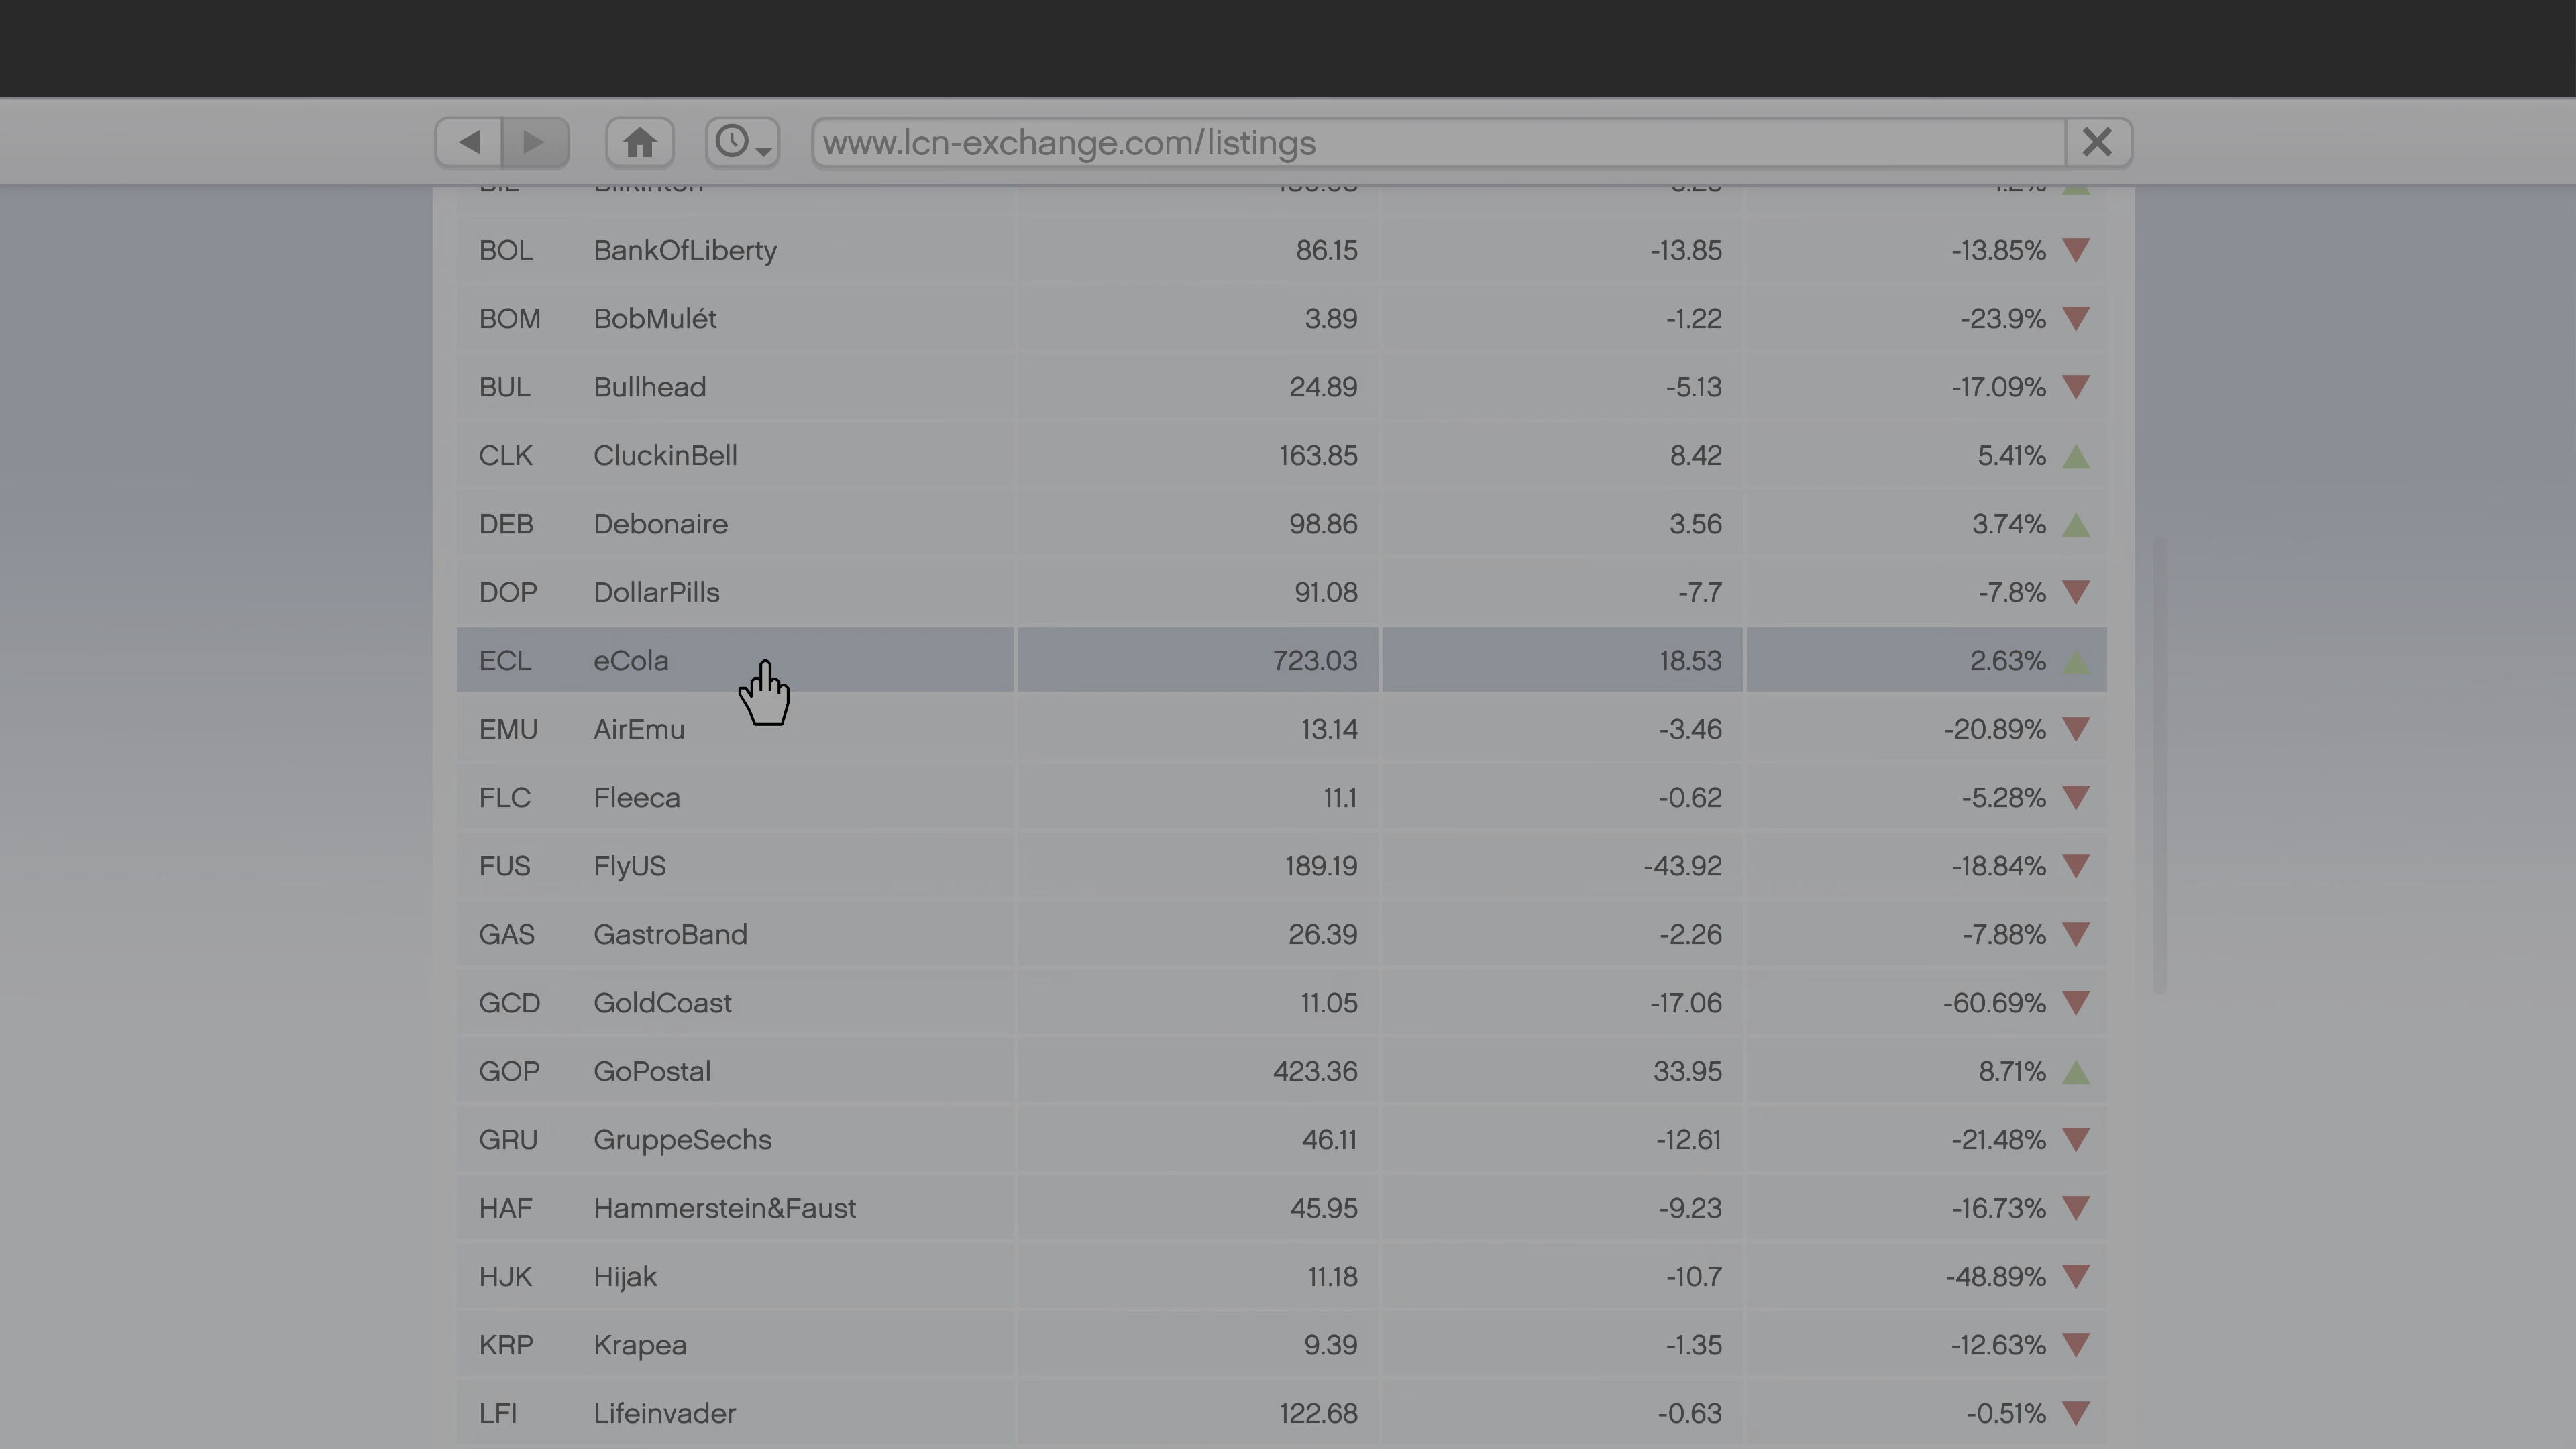 www.lcn-exchange.com/listings
BOL BankOfLiberty 86.15 -13.85 -13.85%
BOM BobMulét 3.89 -1.22 -23.9%
BUL Bullhead 24.89 -5.13 -17.09%
CLK CluckinBell 163.85 8.42 5.41%
DEB Debonaire 98.86 3.56 3.74%
DOP DollarPills 91.08 -7.7 -7.8%
ECL eCola 723.03 18.53 2.63%
EMU AirEmu 13.14 -3.46 -20.89%
FLC Fleeca 11.1 -0.62 -5.28%
FUS FlyUS 189.19 -43.92 -18.84%
GAS GastroBand 26.39 -2.26 -7.88%
GCD GoldCoast 11.05 -17.06 -60.69%
GOP GoPostal 423.36 33.95 8.71%
GRU GruppeSechs 46.11 -12.61 -21.48%
HAF Hammerstein&Faust 45.95 -9.23 -16.73%
HJK Hijak 11.18 -10.7 -48.89%
KRP Krapea 9.39 -1.35 -12.63%
LFI Lifeinvader 122.68 -0.63 -0.51%